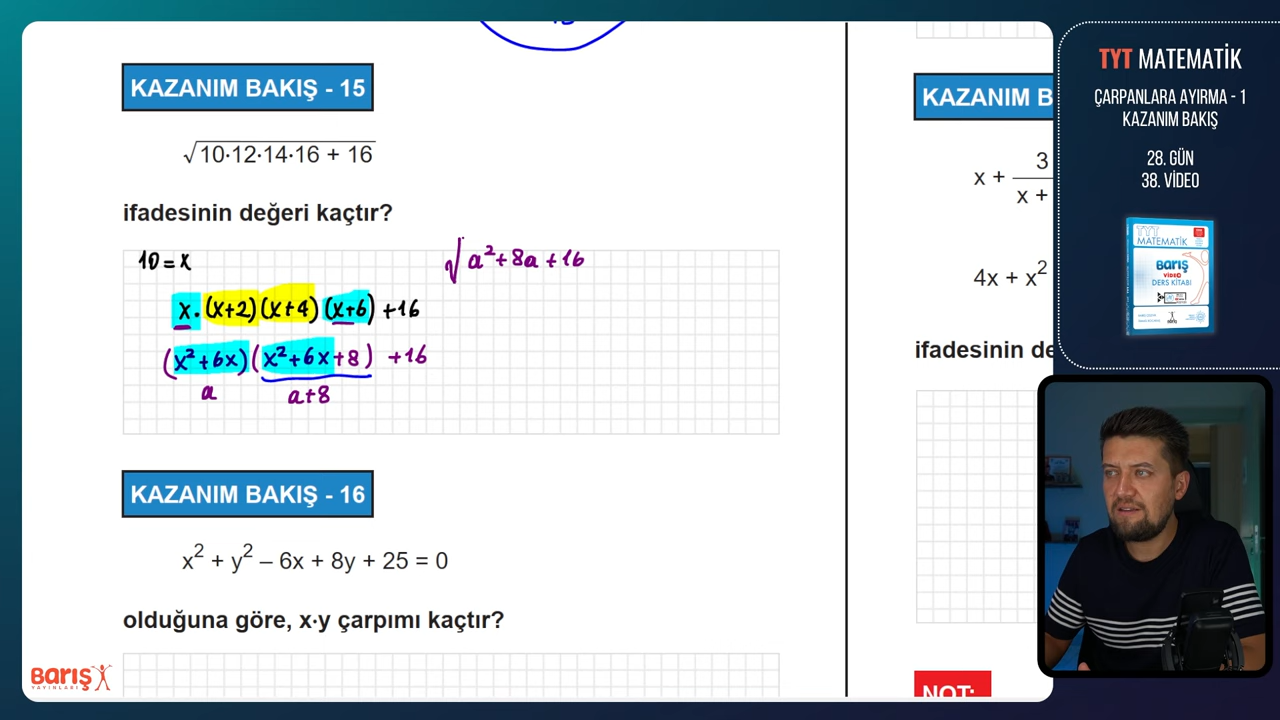 KAZANIM BAKIŞ - 15
√10·12·14·16 + 16
ifadesinin değeri kaçtır?
10 = x
x·(x+2)(x+4)(x+6) +16
(x²+6x)(x²+6x+8) +16
a a+8
√a²+8a+16
KAZANIM BAKIŞ - 16
x² + y² – 6x + 8y + 25 = 0
olduğuna göre, x·y çarpımı kaçtır?
KAZANIM B
x + 3
x +
4x + x²
ifadesinin de
NOT:
TYT MATEMATİK
ÇARPANLARA AYIRMA - 1
KAZANIM BAKIŞ
28. GÜN
38. VİDEO
TYT
MATEMATİK
BARIŞ
VİDEO
DERS KİTABI
BARIŞ
YAYINLARI